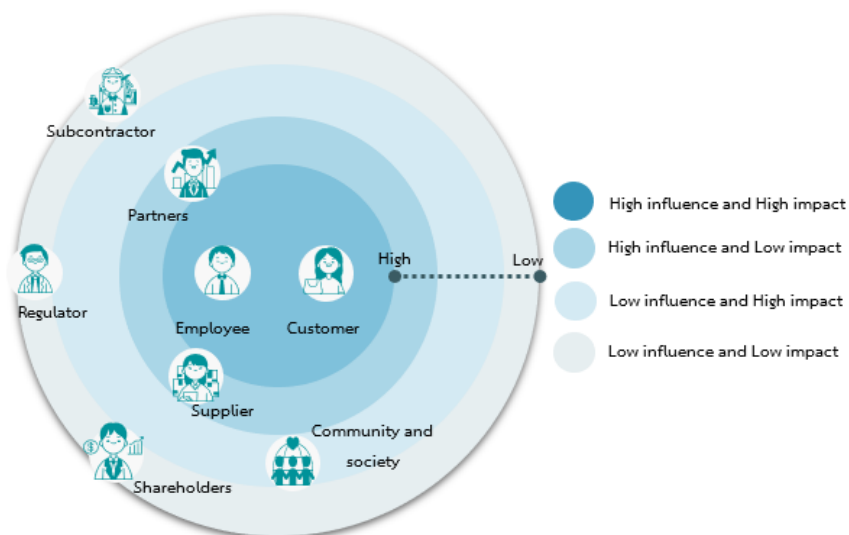 Subcontractor
Partners
Regulator
Employee
Customer
High
Low
Supplier
Shareholders
Community and
society
High influence and High impact
High influence and Low impact
Low influence and High impact
Low influence and Low impact